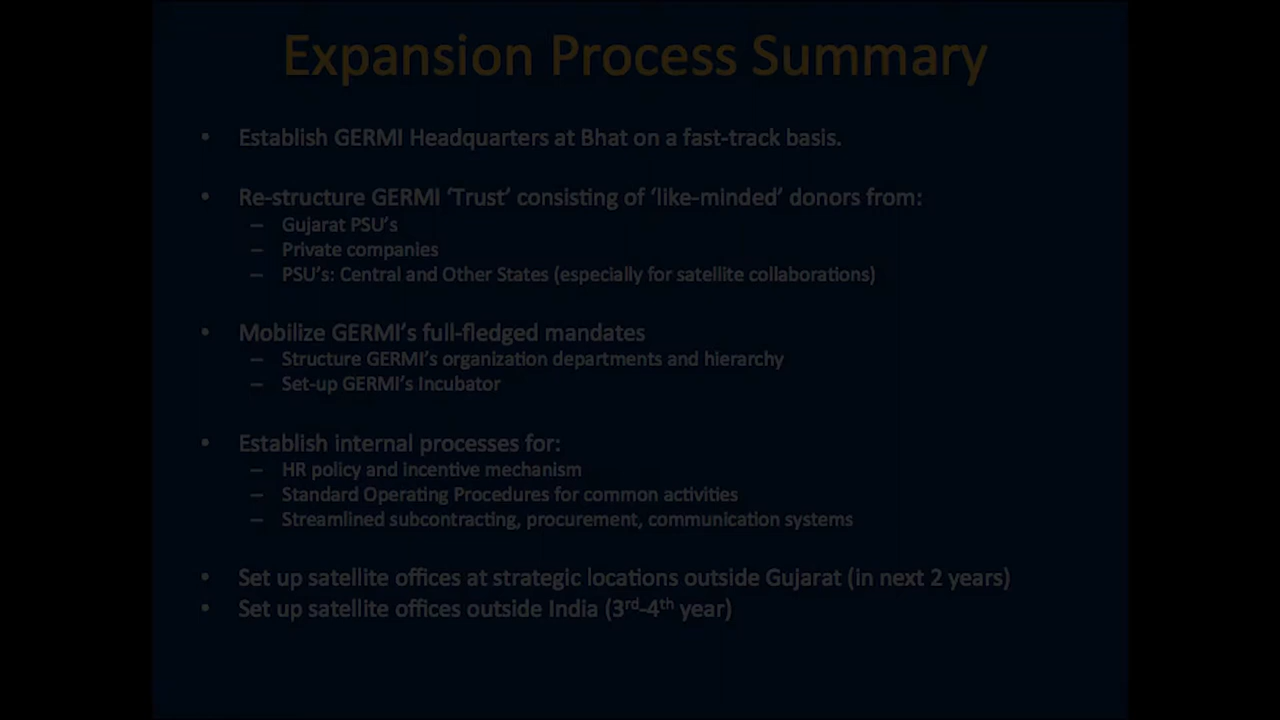 Expansion Process Summary
• Establish GERMI Headquarters at Bhat on a fast-track basis.
• Re-structure GERMI ‘Trust’ consisting of ‘like-minded’ donors from:
– Gujarat PSU’s
– Private companies
– PSU’s: Central and Other States (especially for satellite collaborations)
• Mobilize GERMI’s full-fledged mandates
– Structure GERMI’s organization departments and hierarchy
– Set-up GERMI’s Incubator
• Establish internal processes for:
– HR policy and incentive mechanism
– Standard Operating Procedures for common activities
– Streamlined subcontracting, procurement, communication systems
• Set up satellite offices at strategic locations outside Gujarat (in next 2 years)
• Set up satellite offices outside India (3rd-4th year)